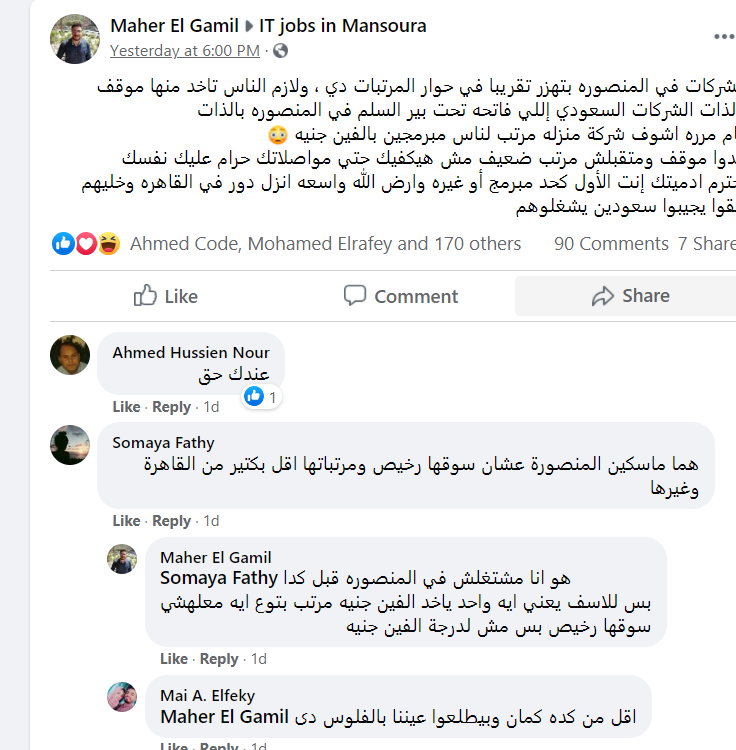 Maher El Gamil ▸ IT jobs in Mansoura
Yesterday at 6:00 PM ·
في المنصوره بتهزر تقريبا في حوار المرتبات دي ، ولازم الناس تاخد منها موقف
الشركات السعودي إللي فاتحه تحت بير السلم في المنصوره بالذات
مرره اشوف شركة منزله مرتب لناس مبرمجين بالفين جنيه 😳
موقف ومتقبلش مرتب ضعيف مش هيكفيك حتي مواصلاتك حرام عليك نفسك
ادميتك إنت الأول كحد مبرمج أو غيره وارض الله واسعه انزل دور في القاهره وخليهم
يجيبوا سعودين يشغلوهم
Ahmed Code, Mohamed Elrafey and 170 others 90 Comments 7 Share
Like Comment Share
Ahmed Hussien Nour
عندك حق
1
Like · Reply · 1d
Somaya Fathy
هما ماسكين المنصورة عشان سوقها رخيص ومرتباتها اقل بكتير من القاهرة
وغيرها
Like · Reply · 1d
Maher El Gamil
Somaya Fathy هو انا مشتغلش في المنصوره قبل كدا
بس للاسف يعني ايه واحد ياخد الفين جنيه مرتب بتوع ايه معلهشي
سوقها رخيص بس مش لدرجة الفين جنيه
Like · Reply · 1d
Mai A. Elfeky
Maher El Gamil اقل من كده كمان وبيطلعوا عيننا بالفلوس دى
Like · Reply · 1d